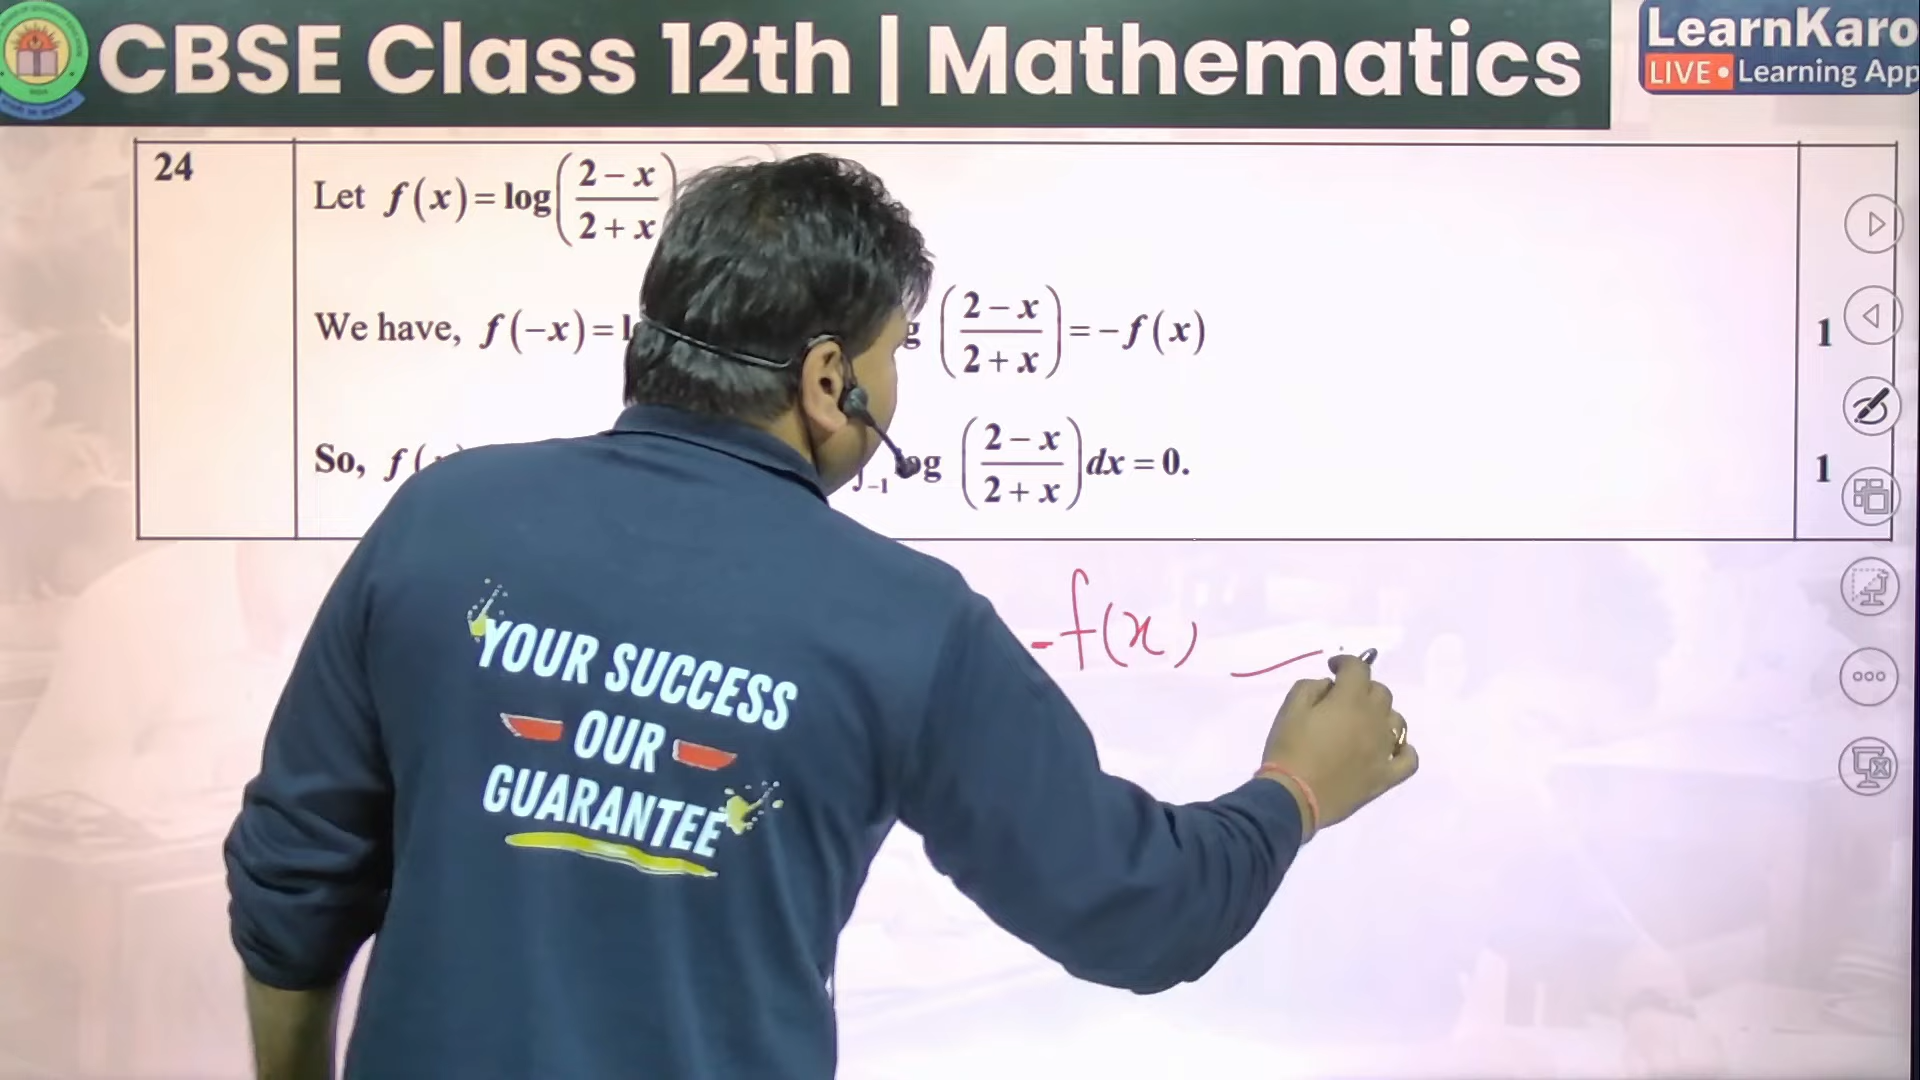 CBSE Class 12th | Mathematics
LearnKaro
LIVE • Learning App
24
Let f(x) = log((2 − x)/(2 + x
We have, f(−x) = ((2 − x)/(2 + x)) = −f(x)
1
So, f( ∫−1 log ((2 − x)/(2 + x)) dx = 0.
1
-f(x)
YOUR SUCCESS
OUR
GUARANTEE